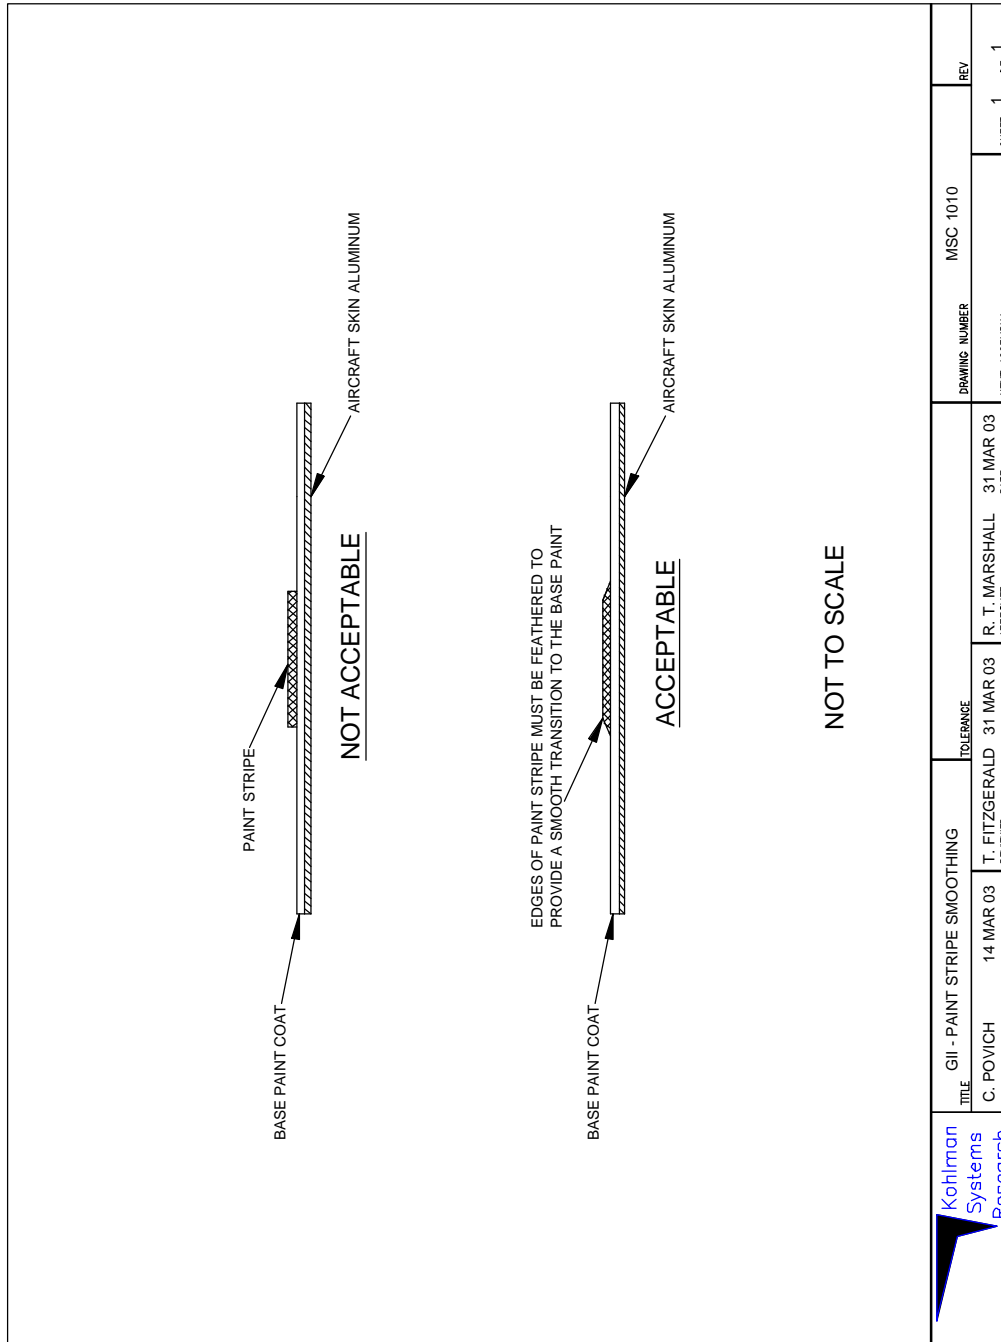 PAINT STRIPE
BASE PAINT COAT
AIRCRAFT SKIN ALUMINUM
NOT ACCEPTABLE
EDGES OF PAINT STRIPE MUST BE FEATHERED TO
PROVIDE A SMOOTH TRANSITION TO THE BASE PAINT
BASE PAINT COAT
AIRCRAFT SKIN ALUMINUM
ACCEPTABLE
NOT TO SCALE
Kohlman
Systems
Research
TITLE GII - PAINT STRIPE SMOOTHING
TOLERANCE
DRAWING NUMBER MSC 1010
REV
C. POVICH 14 MAR 03
T. FITZGERALD 31 MAR 03
R. T. MARSHALL 31 MAR 03
1 1